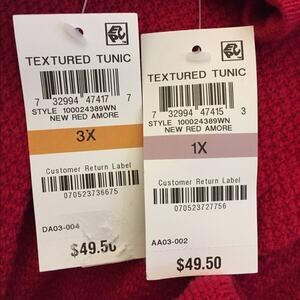 TEXTURED TUNIC
7 32994 47417 7
STYLE 100024389WN
NEW RED AMORE
3X
Customer Return Label
070523736675
DA03-004
$49.50
TEXTURED TUNIC
7 32994 47415 3
STYLE 100024389WN
NEW RED AMORE
1X
Customer Return Label
070523727756
AA03-002
$49.50